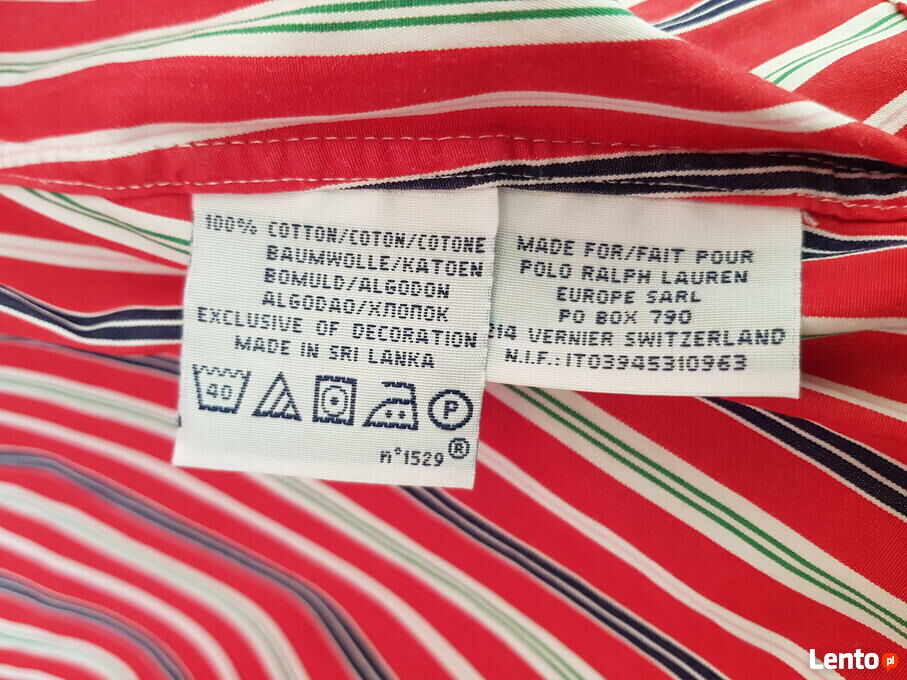 100% COTTON/COTON/COTONE
BAUMWOLLE/KATOEN
BOMULD/ALGODON
ALGODAO/ХЛОПОК
EXCLUSIVE OF DECORATION
MADE IN SRI LANKA
40
P
n°1529 ®
MADE FOR/FAIT POUR
POLO RALPH LAUREN
EUROPE SARL
PO BOX 790
214 VERNIER SWITZERLAND
N.I.F.:IT03945310963
Lento pl